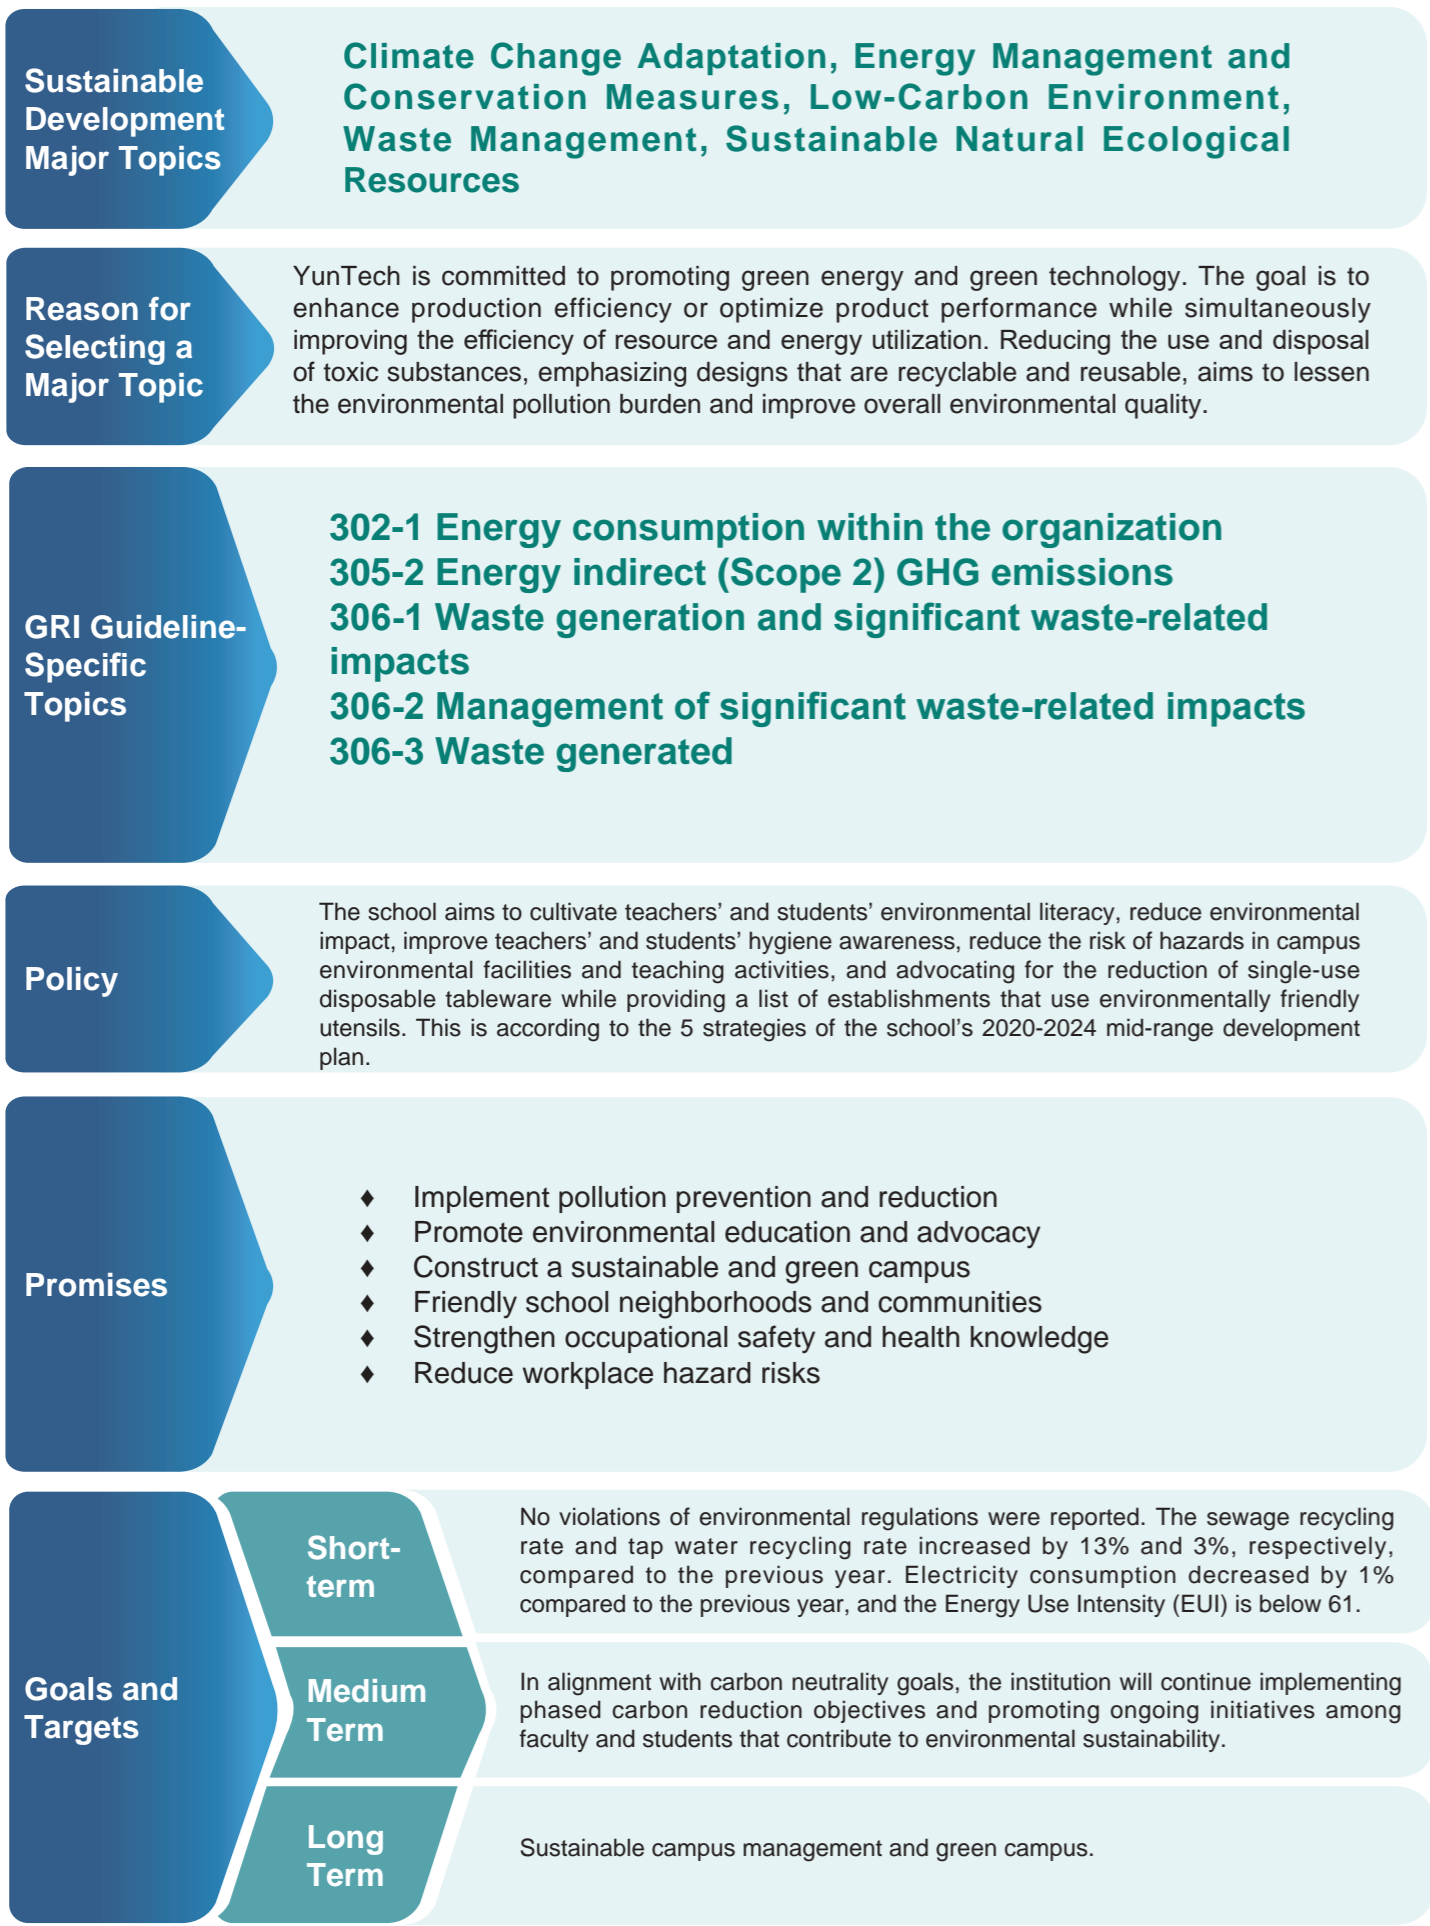 Sustainable
Development
Major Topics
Climate Change Adaptation, Energy Management and
Conservation Measures, Low-Carbon Environment,
Waste Management, Sustainable Natural Ecological
Resources
Reason for
Selecting a
Major Topic
YunTech is committed to promoting green energy and green technology. The goal is to
enhance production efficiency or optimize product performance while simultaneously
improving the efficiency of resource and energy utilization. Reducing the use and disposal
of toxic substances, emphasizing designs that are recyclable and reusable, aims to lessen
the environmental pollution burden and improve overall environmental quality.
GRI Guideline-
Specific
Topics
302-1 Energy consumption within the organization
305-2 Energy indirect (Scope 2) GHG emissions
306-1 Waste generation and significant waste-related
impacts
306-2 Management of significant waste-related impacts
306-3 Waste generated
Policy
The school aims to cultivate teachers’ and students’ environmental literacy, reduce environmental
impact, improve teachers’ and students’ hygiene awareness, reduce the risk of hazards in campus
environmental facilities and teaching activities, and advocating for the reduction of single-use
disposable tableware while providing a list of establishments that use environmentally friendly
utensils. This is according to the 5 strategies of the school’s 2020-2024 mid-range development
plan.
Promises
♦ Implement pollution prevention and reduction
♦ Promote environmental education and advocacy
♦ Construct a sustainable and green campus
♦ Friendly school neighborhoods and communities
♦ Strengthen occupational safety and health knowledge
♦ Reduce workplace hazard risks
Goals and
Targets
Short-
term
No violations of environmental regulations were reported. The sewage recycling
rate and tap water recycling rate increased by 13% and 3%, respectively,
compared to the previous year. Electricity consumption decreased by 1%
compared to the previous year, and the Energy Use Intensity (EUI) is below 61.
Medium
Term
In alignment with carbon neutrality goals, the institution will continue implementing
phased carbon reduction objectives and promoting ongoing initiatives among
faculty and students that contribute to environmental sustainability.
Long
Term
Sustainable campus management and green campus.